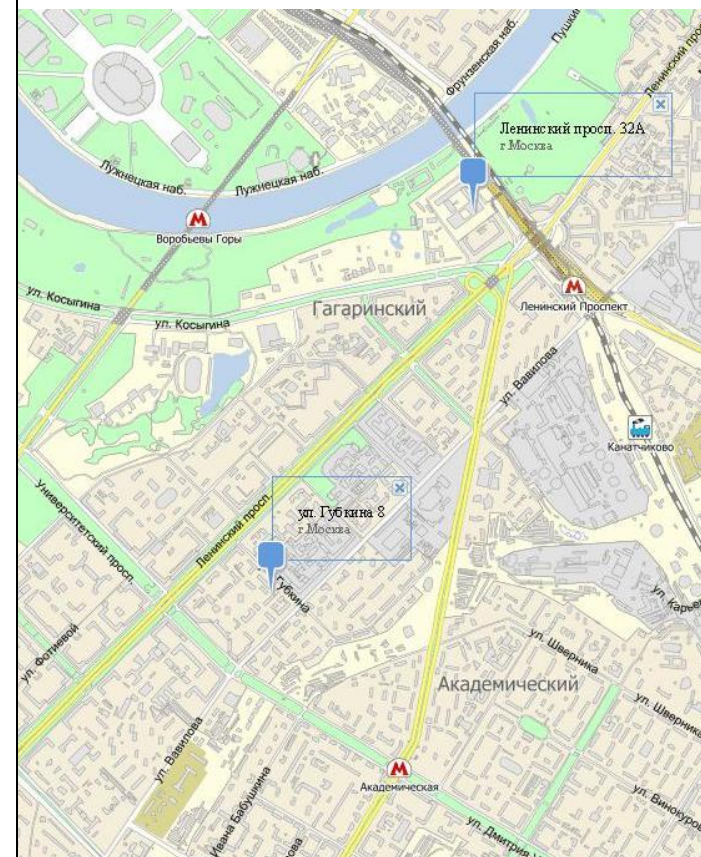 Фрунзенская наб.
Ленинский
Ленинский просп. 32А
г.Москва
Лужнецкая наб.
Лужнецкая наб.
М
Воробьевы Горы
М
Ленинский Проспект
ул. Косыгина
ул. Косыгина
Гагаринский
ул. Вавилова
Канатчиково
Университетский просп.
Ленинский просп.
ул. Губкина 8
г.Москва
Губкина
ул. Фотиевой
ул. Шверника
ул. Шверника
Академический
ул. Вавилова
М
Академическая
Ивана Бабушкина
ул. Дмитрия